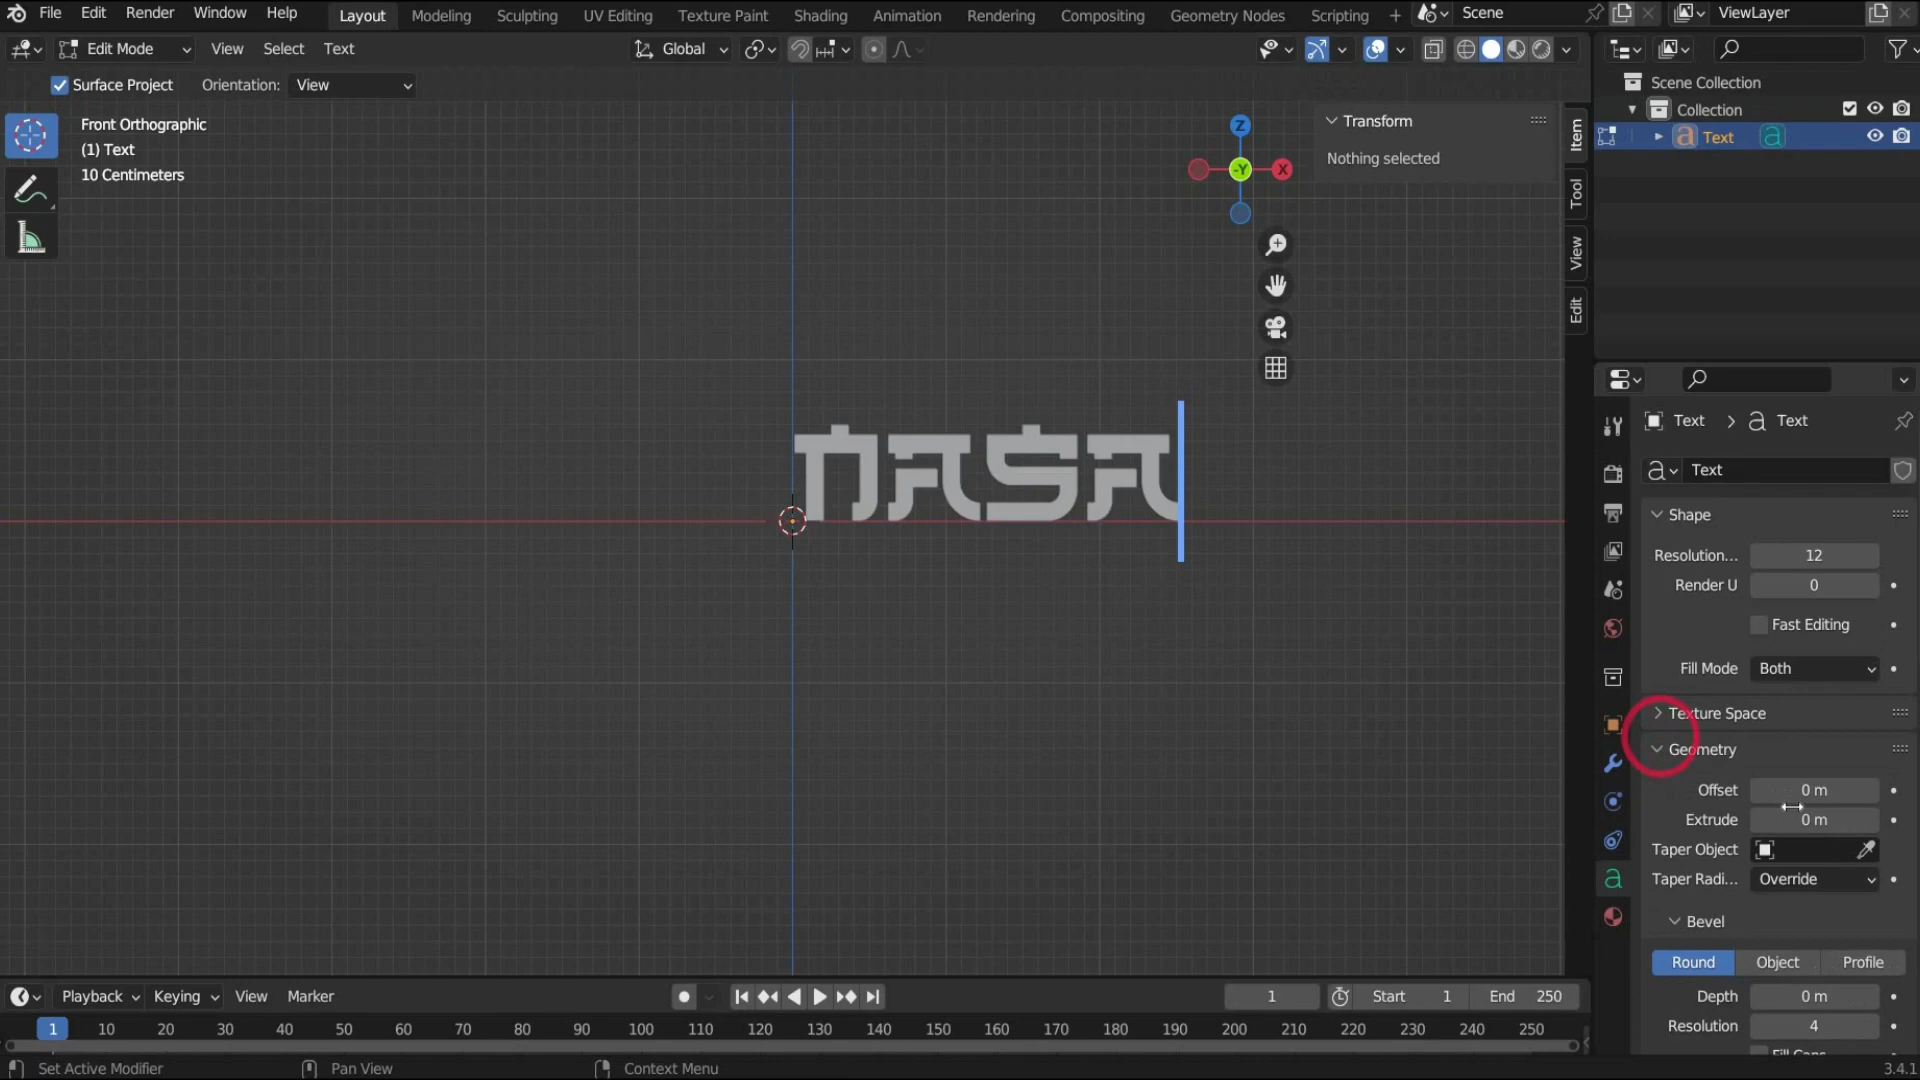 File Edit Render Window Help Layout Modeling Sculpting UV Editing Texture Paint Shading Animation Rendering Compositing Geometry Nodes Scripting + Scene ViewLayer
Edit Mode View Select Text Global
Surface Project Orientation: View
Scene Collection
Collection
Text
Front Orthographic
(1) Text
10 Centimeters
Z
-Y
X
Transform
Nothing selected
Item
Tool
View
Edit
NASA
Text > Text
Text
Shape
Resolution... 12
Render U 0
Fast Editing
Fill Mode Both
Texture Space
Geometry
Offset 0 m
Extrude 0 m
Taper Object
Taper Radi... Override
Bevel
Round Object Profile
Depth 0 m
Resolution 4
Playback Keying View Marker 1 Start 1 End 250
1 10 20 30 40 50 60 70 80 90 100 110 120 130 140 150 160 170 180 190 200 210 220 230 240 250
Set Active Modifier Pan View Context Menu 3.4.1